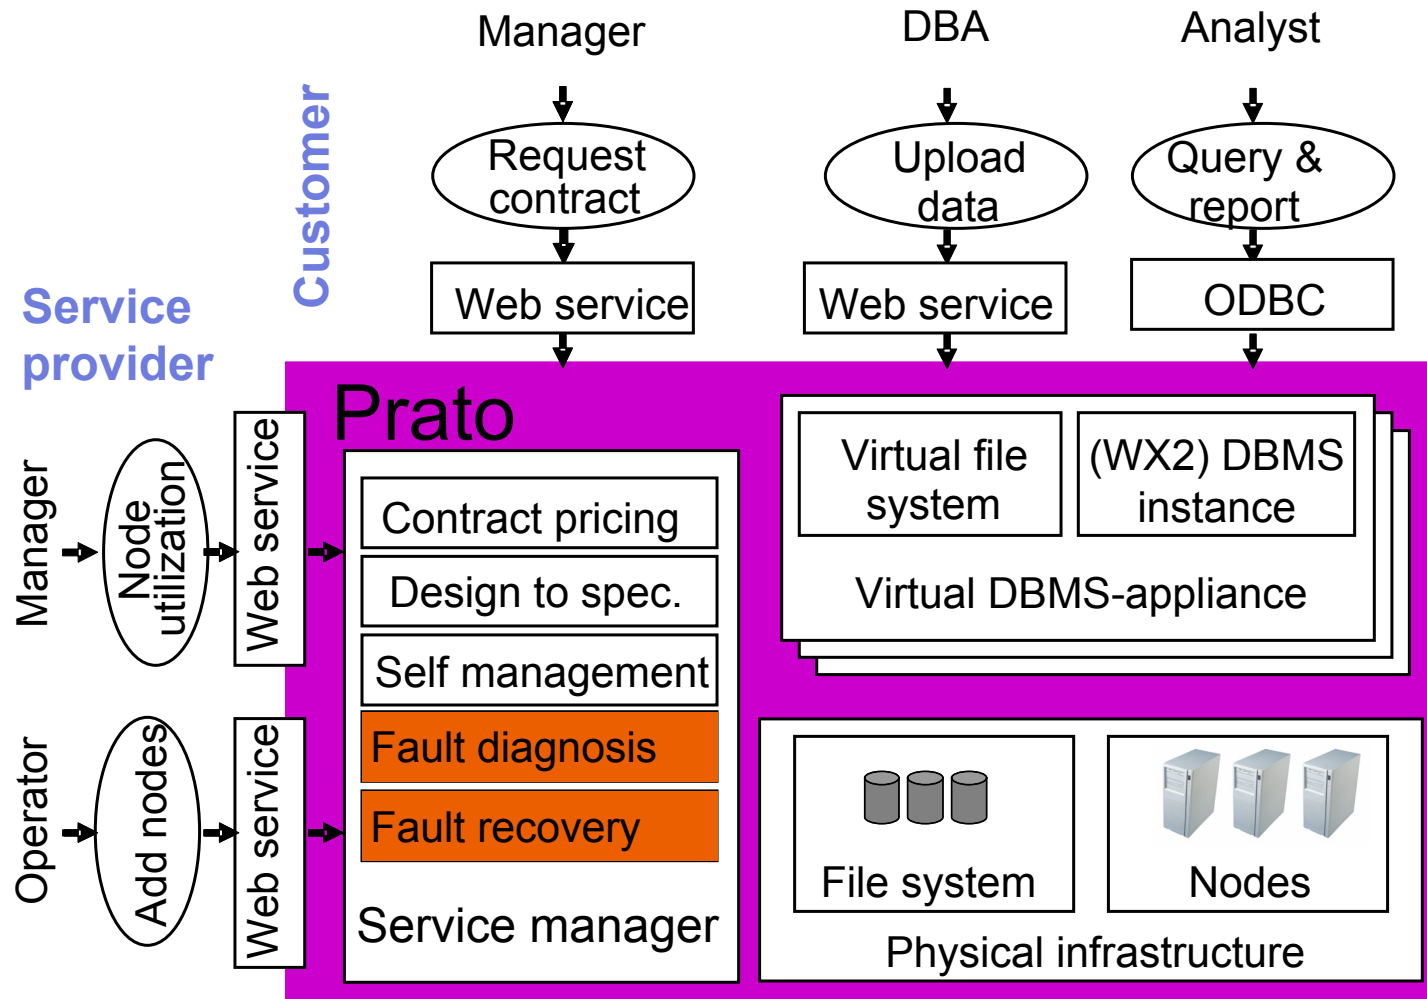 Manager
DBA
Analyst
Customer
Request
contract
Upload
data
Query &
report
Web service
Web service
ODBC
Service
provider
Prato
Manager
Node
utilization
Web service
Operator
Add nodes
Web service
Contract pricing
Design to spec.
Self management
Fault diagnosis
Fault recovery
Service manager
Virtual file
system
(WX2) DBMS
instance
Virtual DBMS-appliance
File system
Nodes
Physical infrastructure